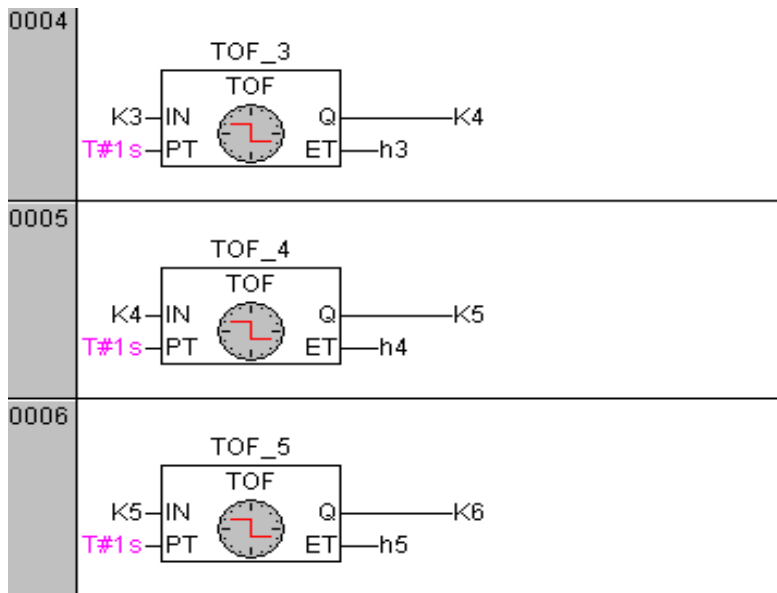 0004
TOF_3
TOF
K3 IN Q K4
T#1s PT ET h3
0005
TOF_4
TOF
K4 IN Q K5
T#1s PT ET h4
0006
TOF_5
TOF
K5 IN Q K6
T#1s PT ET h5